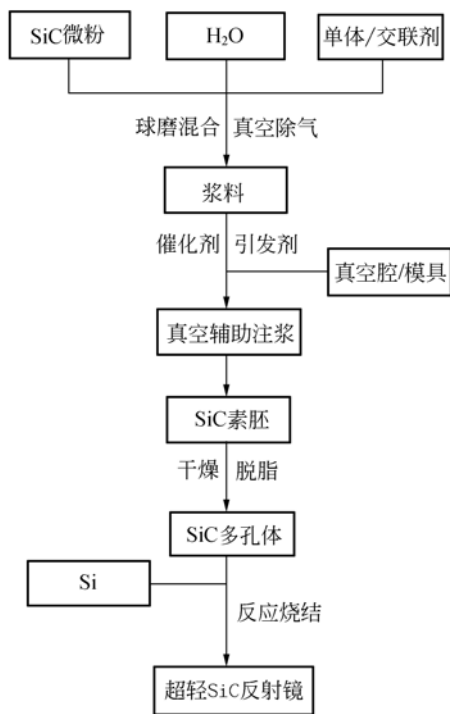 SiC微粉
H₂O
单体/交联剂
球磨混合 真空除气
浆料
催化剂 引发剂
真空腔/模具
真空辅助注浆
SiC素胚
干燥 脱脂
SiC多孔体
Si
反应烧结
超轻SiC反射镜